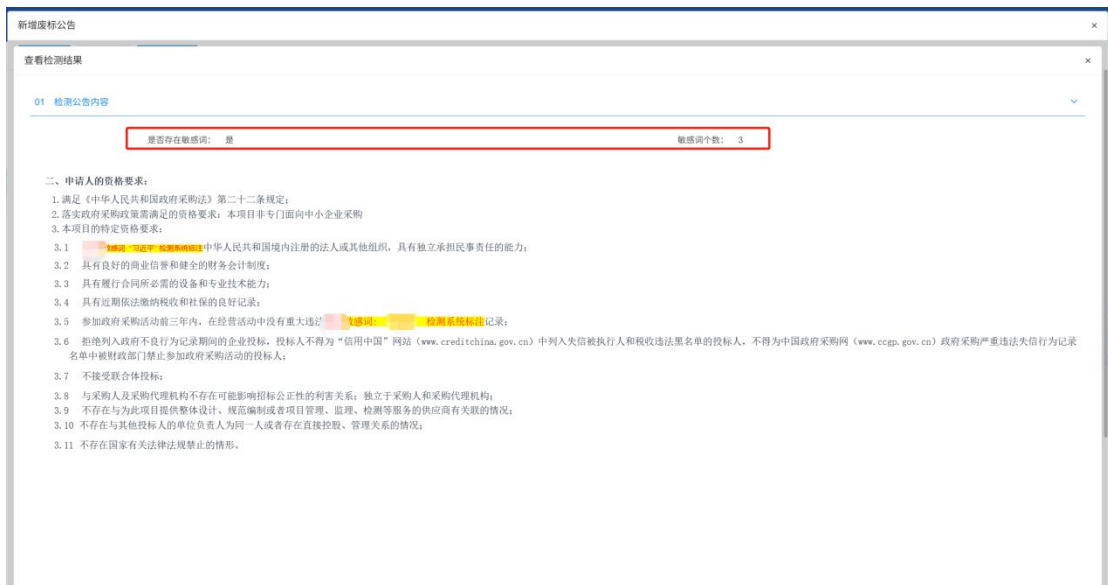 新增废标公告
×
查看检测结果
×
01 检测公告内容
是否存在敏感词： 是 敏感词个数： 3
二、申请人的资格要求：
1.满足《中华人民共和国政府采购法》第二十二条规定；
2.落实政府采购政策需满足的资格要求：本项目非专门面向中小企业采购
3.本项目的特定资格要求：
3.1 敏感词：“习近平”检测系统标注中华人民共和国境内注册的法人或其他组织，具有独立承担民事责任的能力；
3.2 具有良好的商业信誉和健全的财务会计制度；
3.3 具有履行合同所必需的设备和专业技术能力；
3.4 具有近期依法缴纳税收和社保的良好记录；
3.5 参加政府采购活动前三年内，在经营活动中没有重大违法 敏感词： 检测系统标注记录；
3.6 拒绝列入政府不良行为记录期间的企业投标，投标人不得为“信用中国”网站（www.creditchina.gov.cn）中列入失信被执行人和税收违法黑名单的投标人，不得为中国政府采购网（www.ccgp.gov.cn）政府采购严重违法失信行为记录
名单中被财政部门禁止参加政府采购活动的投标人；
3.7 不接受联合体投标；
3.8 与采购人及采购代理机构不存在可能影响招标公正性的利害关系；独立于采购人和采购代理机构；
3.9 不存在与为此项目提供整体设计、规范编制或者项目管理、监理、检测等服务的供应商有关联的情况；
3.10 不存在与其他投标人的单位负责人为同一人或者存在直接控股、管理关系的情况；
3.11 不存在国家有关法律法规禁止的情形。